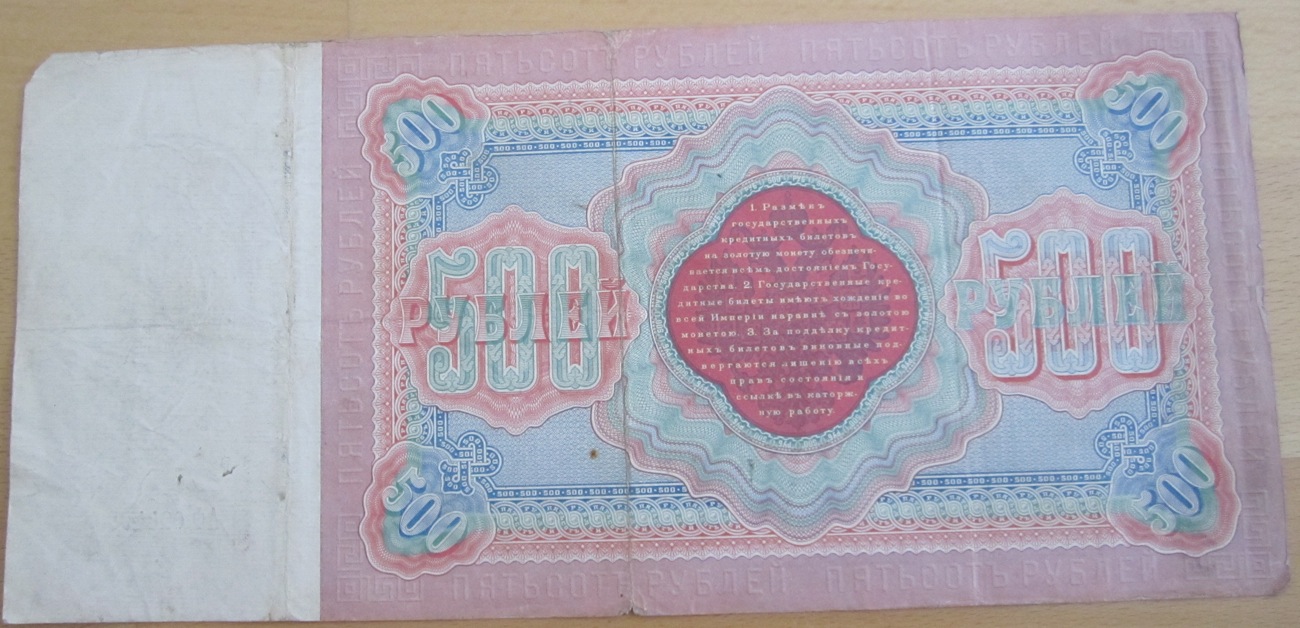 ПЯТЬСОТЪ РУБЛЕЙ ПЯТЬСОТЪ РУБЛЕЙ
500
500
ПЯТЬСОТЪ РУБЛЕЙ
500
РУБЛЕЙ
1. Размѣнъ
государственныхъ
кредитныхъ билетовъ
на золотую монету обезпечи-
вается всѣмъ достояніемъ Госу-
дарства. 2. Государственные кре-
дитные билеты имѣютъ хожденіе во
всей Имперіи наравнѣ съ золотою
монетою. 3. За поддѣлку кредит-
ныхъ билетовъ виновные под-
вергаются лишенію всѣхъ
правъ состоянія и
ссылкѣ въ каторж-
ную работу.
500
РУБЛЕЙ
500
500
ПЯТЬСОТЪ РУБЛЕЙ ПЯТЬСОТЪ РУБЛЕЙ